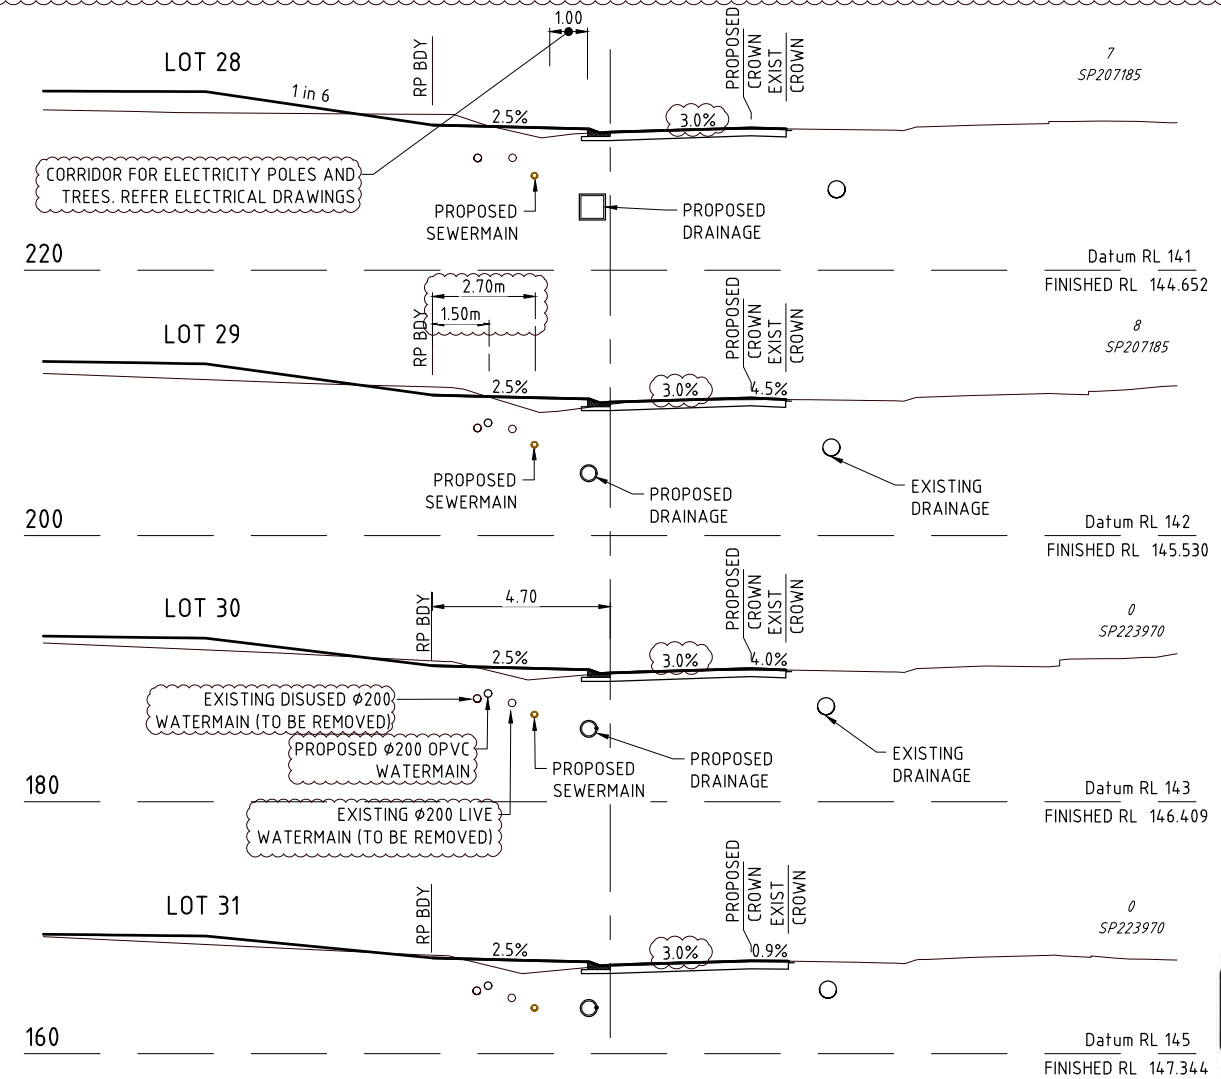 1.00
LOT 28
RP BDY
PROPOSED
CROWN
EXIST
CROWN
7
SP207185
1 in 6
2.5%
3.0%
CORRIDOR FOR ELECTRICITY POLES AND
TREES. REFER ELECTRICAL DRAWINGS
PROPOSED
SEWERMAIN
PROPOSED
DRAINAGE
220
Datum RL 141
FINISHED RL 144.652
2.70m
1.50m
LOT 29
RP BDY
PROPOSED
CROWN
EXIST
CROWN
8
SP207185
2.5%
3.0%
4.5%
PROPOSED
SEWERMAIN
PROPOSED
DRAINAGE
EXISTING
DRAINAGE
200
Datum RL 142
FINISHED RL 145.530
4.70
LOT 30
RP BDY
PROPOSED
CROWN
EXIST
CROWN
0
SP223970
2.5%
3.0%
4.0%
EXISTING DISUSED Ø200
WATERMAIN (TO BE REMOVED)
PROPOSED Ø200 OPVC
WATERMAIN
PROPOSED
SEWERMAIN
PROPOSED
DRAINAGE
EXISTING
DRAINAGE
180
Datum RL 143
FINISHED RL 146.409
EXISTING Ø200 LIVE
WATERMAIN (TO BE REMOVED)
LOT 31
RP BDY
PROPOSED
CROWN
EXIST
CROWN
0
SP223970
2.5%
3.0%
0.9%
160
Datum RL 145
FINISHED RL 147.344